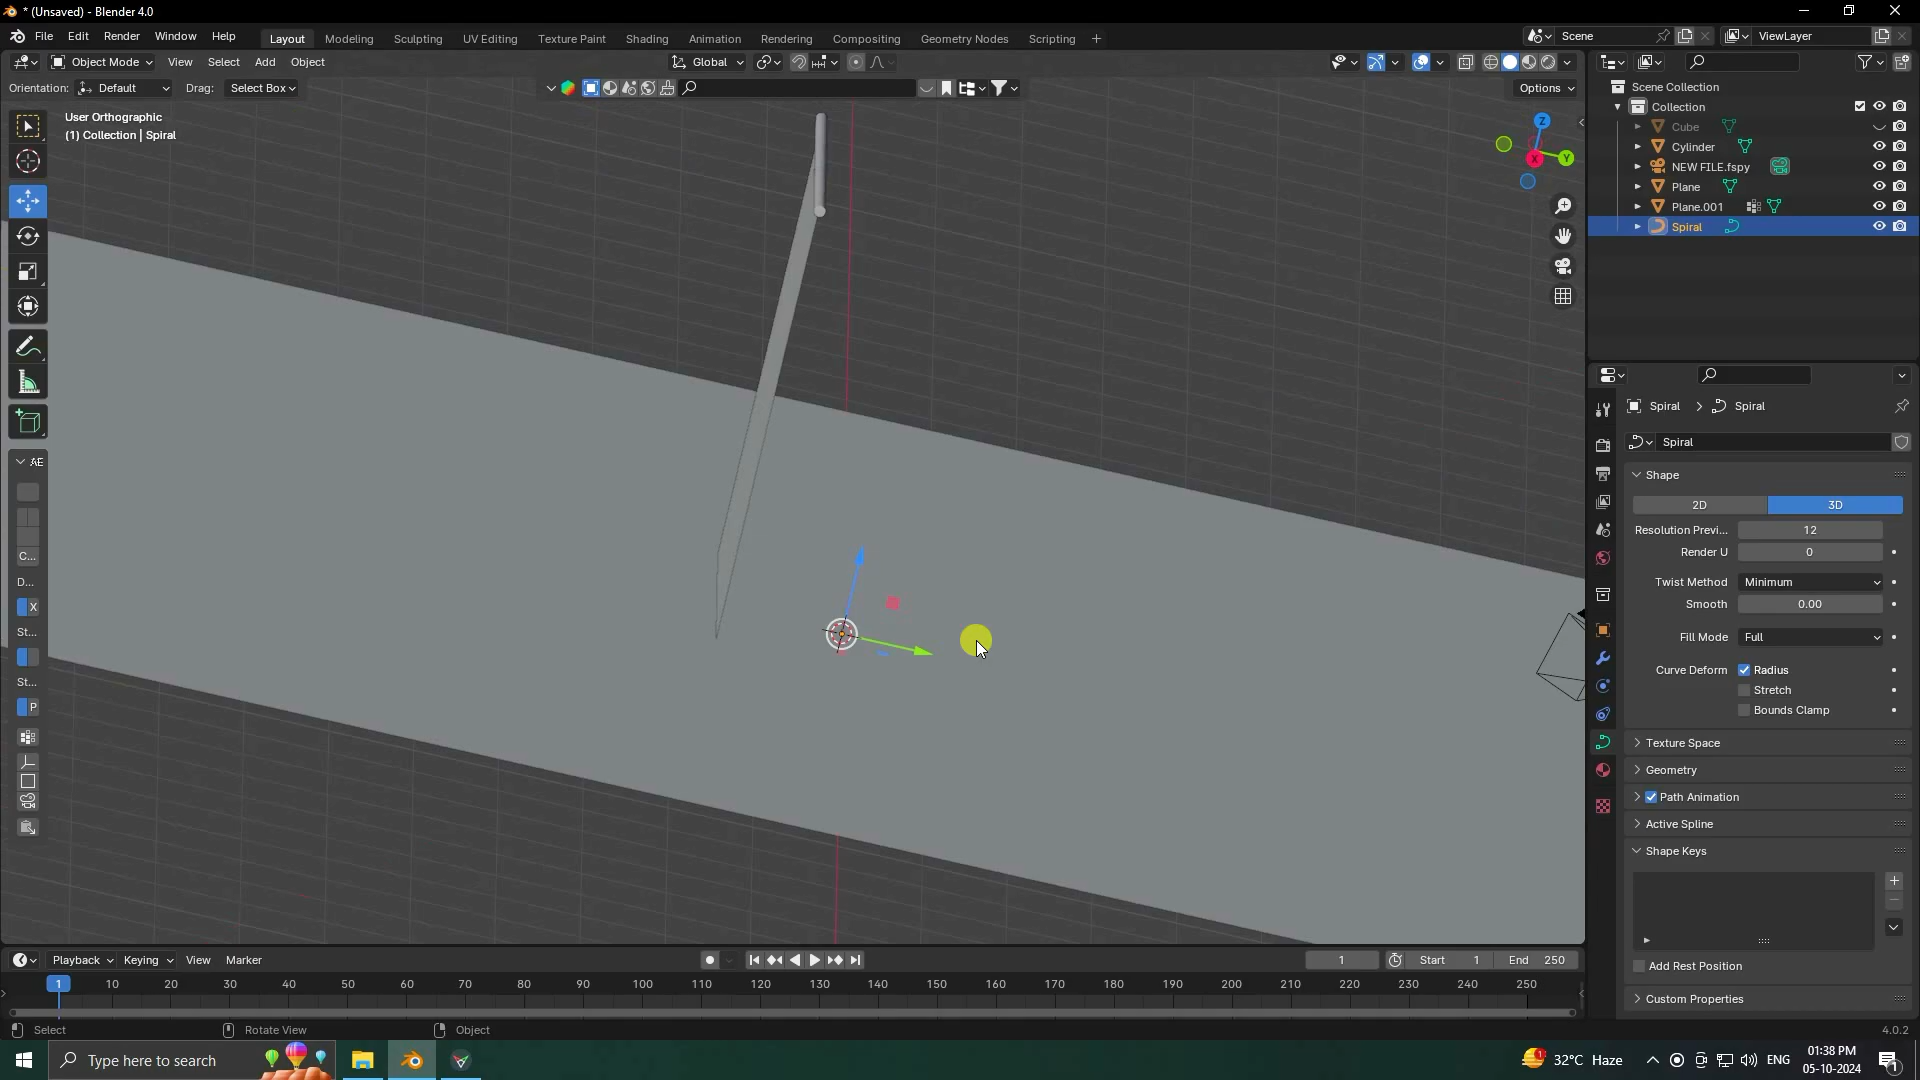 * (Unsaved) - Blender 4.0
File Edit Render Window Help
Layout Modeling Sculpting UV Editing Texture Paint Shading Animation Rendering Compositing Geometry Nodes Scripting +
Scene ViewLayer
Object Mode View Select Add Object
Global
Orientation: Default Drag: Select Box
Options
User Orthographic
(1) Collection | Spiral
Z
Y
X
Scene Collection
Collection
Cube
Cylinder
NEW FILE.fspy
Plane
Plane.001
Spiral
AE
C...
D...
X
St...
St...
P
Spiral > Spiral
Spiral
Shape
2D 3D
Resolution Previ... 12
Render U 0
Twist Method Minimum
Smooth 0.00
Fill Mode Full
Curve Deform Radius
Stretch
Bounds Clamp
Texture Space
Geometry
Path Animation
Active Spline
Shape Keys
Add Rest Position
Custom Properties
Playback Keying View Marker
1 Start 1 End 250
1 10 20 30 40 50 60 70 80 90 100 110 120 130 140 150 160 170 180 190 200 210 220 230 240 250
Select Rotate View Object
4.0.2
Type here to search
1 32°C Haze ENG 01:38 PM
05-10-2024
1